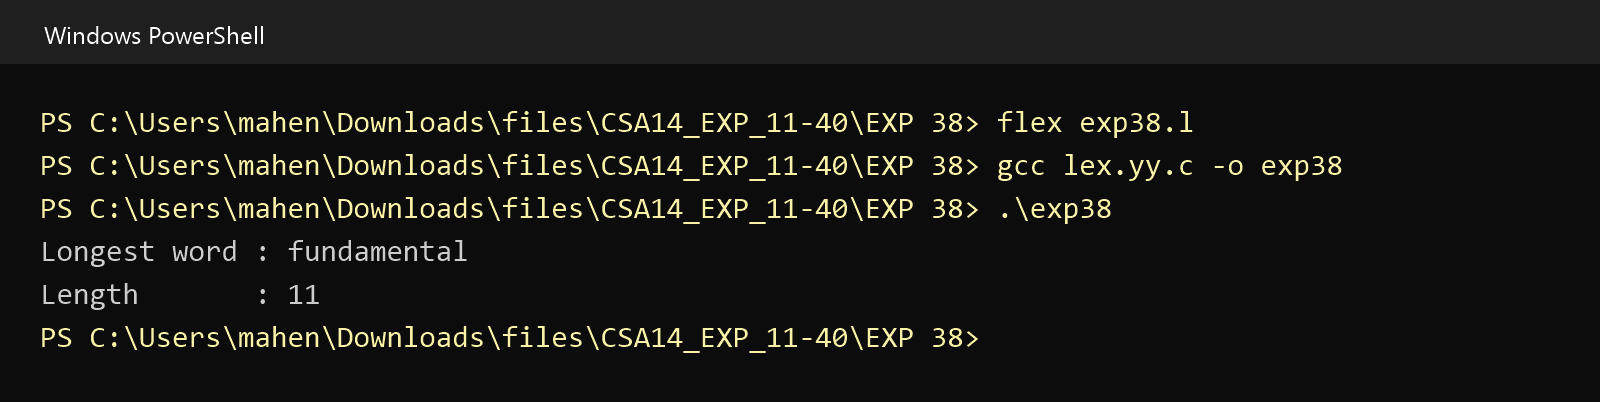 Windows PowerShell
PS C:\Users\mahen\Downloads\files\CSA14_EXP_11-40\EXP 38> flex exp38.l
PS C:\Users\mahen\Downloads\files\CSA14_EXP_11-40\EXP 38> gcc lex.yy.c -o exp38
PS C:\Users\mahen\Downloads\files\CSA14_EXP_11-40\EXP 38> .\exp38
Longest word : fundamental
Length       : 11
PS C:\Users\mahen\Downloads\files\CSA14_EXP_11-40\EXP 38>